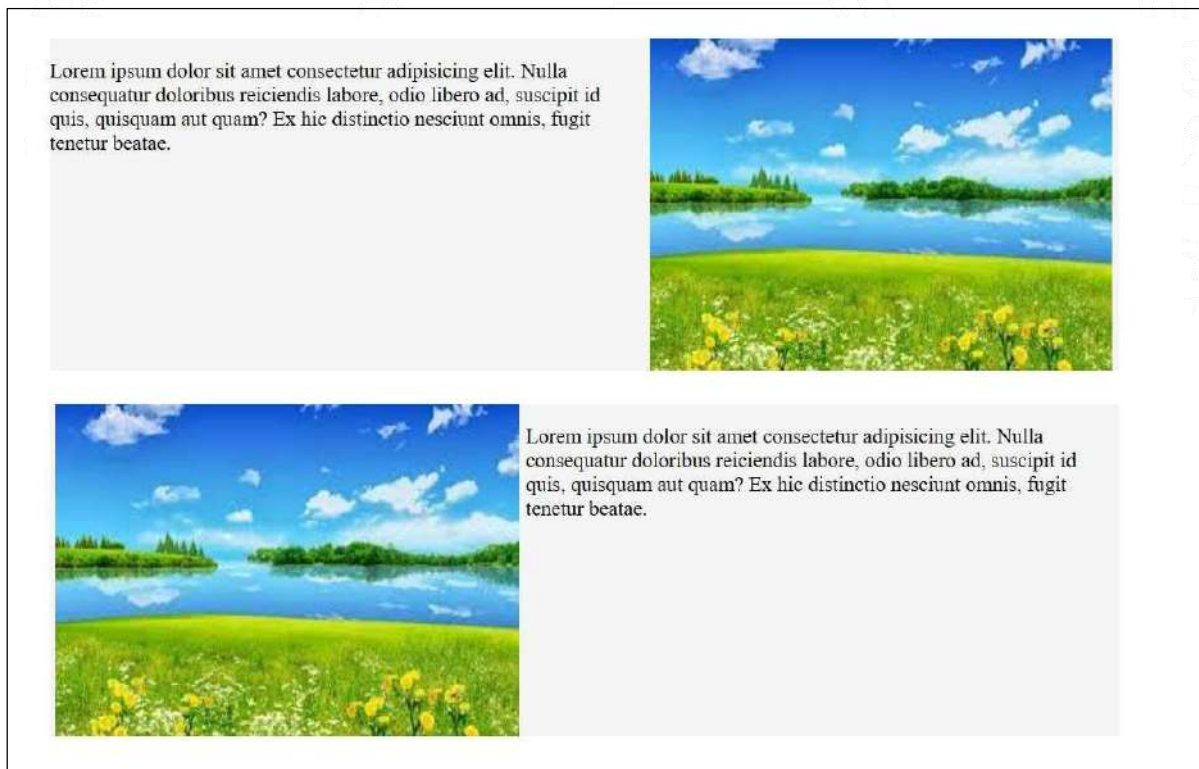 Lorem ipsum dolor sit amet consectetur adipisicing elit. Nulla
consequatur doloribus reiciendis labore, odio libero ad, suscipit id
quis, quisquam aut quam? Ex hic distinctio nesciunt omnis, fugit
tenetur beatae.
Lorem ipsum dolor sit amet consectetur adipisicing elit. Nulla
consequatur doloribus reiciendis labore, odio libero ad, suscipit id
quis, quisquam aut quam? Ex hic distinctio nesciunt omnis, fugit
tenetur beatae.